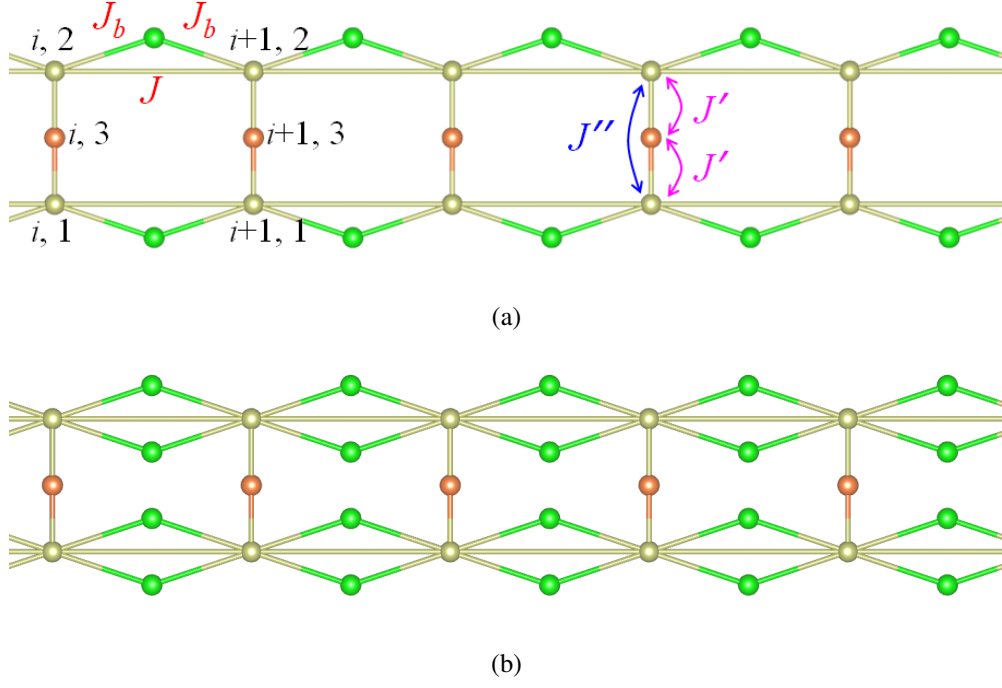 J_b J_b
i, 2 i+1, 2
J
i, 3 i+1, 3 J'' J'
J'
i, 1 i+1, 1
(a)
(b)